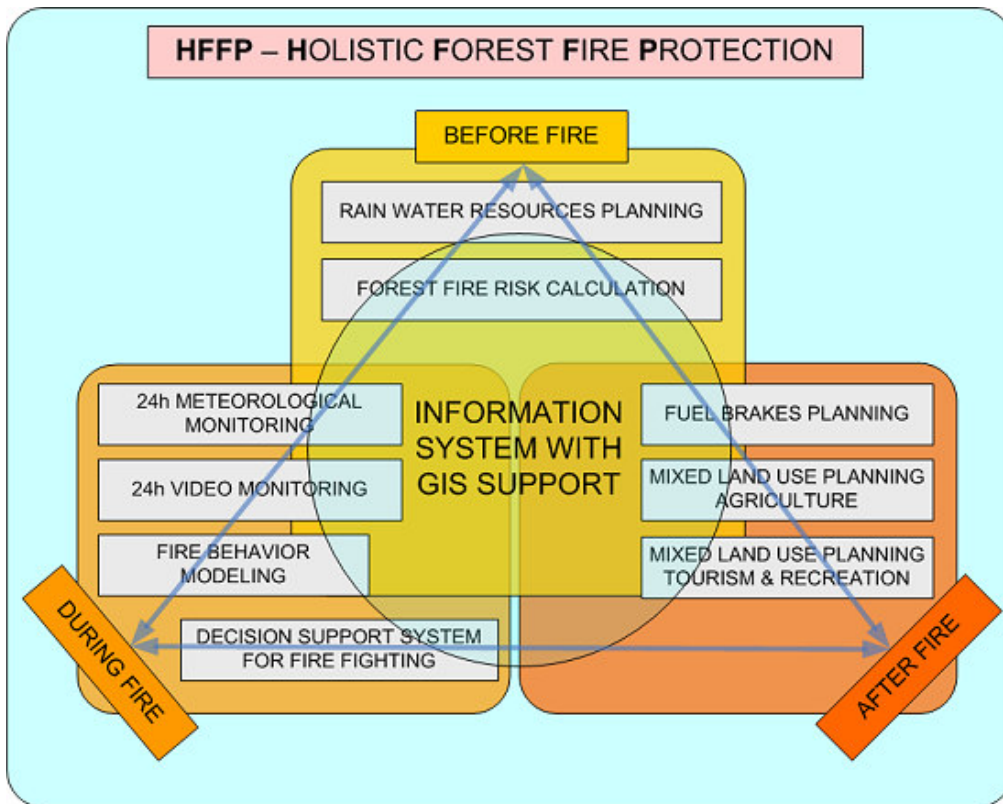 HFFP – HOLISTIC FOREST FIRE PROTECTION
BEFORE FIRE
RAIN WATER RESOURCES PLANNING
FOREST FIRE RISK CALCULATION
24h METEOROLOGICAL
MONITORING
24h VIDEO MONITORING
FIRE BEHAVIOR
MODELING
DECISION SUPPORT SYSTEM
FOR FIRE FIGHTING
DURING FIRE
INFORMATION
SYSTEM WITH
GIS SUPPORT
FUEL BRAKES PLANNING
MIXED LAND USE PLANNING
AGRICULTURE
MIXED LAND USE PLANNING
TOURISM & RECREATION
AFTER FIRE